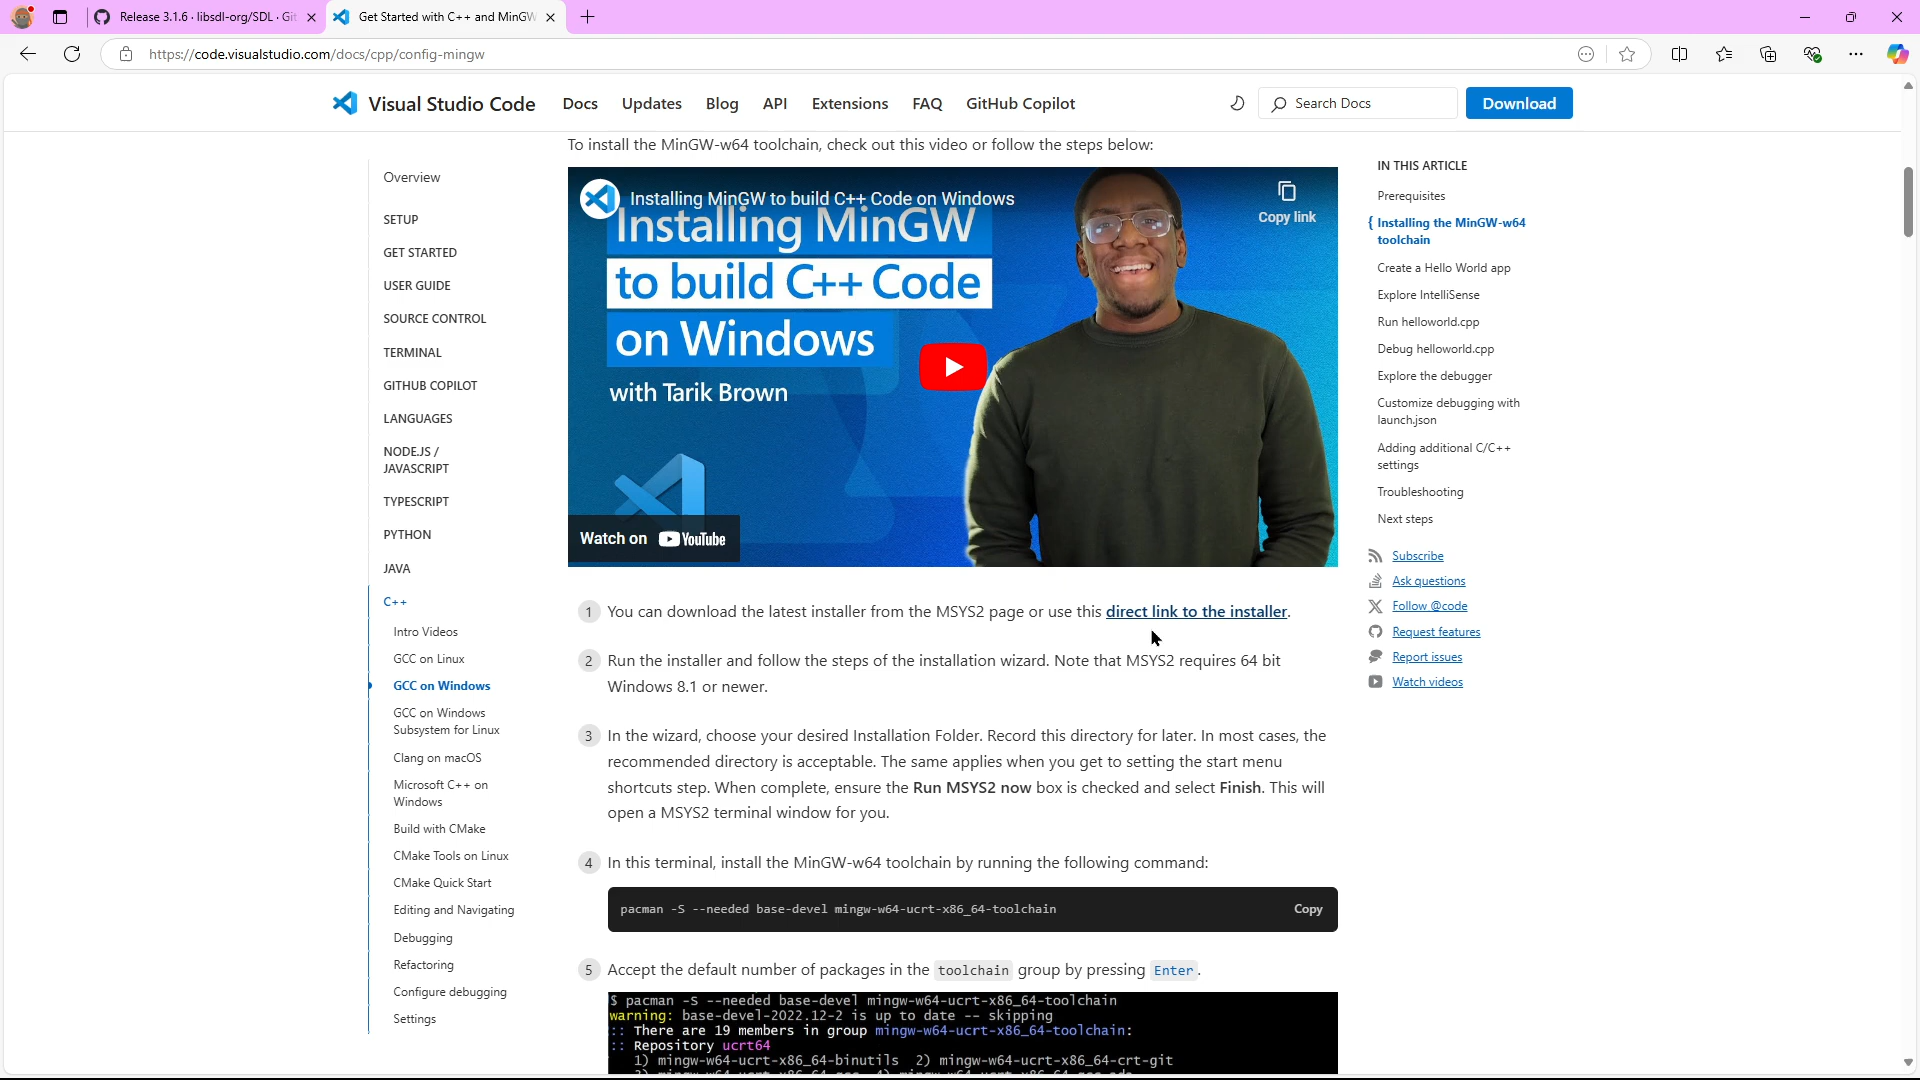 Release 3.1.6 · libsdl-org/SDL · Git
Get Started with C++ and MinGW
https://code.visualstudio.com/docs/cpp/config-mingw
Visual Studio Code
Docs
Updates
Blog
API
Extensions
FAQ
GitHub Copilot
Search Docs
Download
Overview
SETUP
GET STARTED
USER GUIDE
SOURCE CONTROL
TERMINAL
GITHUB COPILOT
LANGUAGES
NODE.JS /
JAVASCRIPT
TYPESCRIPT
PYTHON
JAVA
C++
Intro Videos
GCC on Linux
GCC on Windows
GCC on Windows
Subsystem for Linux
Clang on macOS
Microsoft C++ on
Windows
Build with CMake
CMake Tools on Linux
CMake Quick Start
Editing and Navigating
Debugging
Refactoring
Configure debugging
Settings
To install the MinGW-w64 toolchain, check out this video or follow the steps below:
Installing MinGW to build C++ Code on Windows
Copy link
Installing MinGW
to build C++ Code
on Windows
with Tarik Brown
Watch on YouTube
1 You can download the latest installer from the MSYS2 page or use this direct link to the installer.
2 Run the installer and follow the steps of the installation wizard. Note that MSYS2 requires 64 bit
Windows 8.1 or newer.
3 In the wizard, choose your desired Installation Folder. Record this directory for later. In most cases, the
recommended directory is acceptable. The same applies when you get to setting the start menu
shortcuts step. When complete, ensure the Run MSYS2 now box is checked and select Finish. This will
open a MSYS2 terminal window for you.
4 In this terminal, install the MinGW-w64 toolchain by running the following command:
pacman -S --needed base-devel mingw-w64-ucrt-x86_64-toolchain
Copy
5 Accept the default number of packages in the toolchain group by pressing Enter.
$ pacman -S --needed base-devel mingw-w64-ucrt-x86_64-toolchain
warning: base-devel-2022.12-2 is up to date -- skipping
:: There are 19 members in group mingw-w64-ucrt-x86_64-toolchain:
:: Repository ucrt64
1) mingw-w64-ucrt-x86_64-binutils 2) mingw-w64-ucrt-x86_64-crt-git
IN THIS ARTICLE
Prerequisites
{ Installing the MinGW-w64
toolchain
Create a Hello World app
Explore IntelliSense
Run helloworld.cpp
Debug helloworld.cpp
Explore the debugger
Customize debugging with
launch.json
Adding additional C/C++
settings
Troubleshooting
Next steps
Subscribe
Ask questions
Follow @code
Request features
Report issues
Watch videos